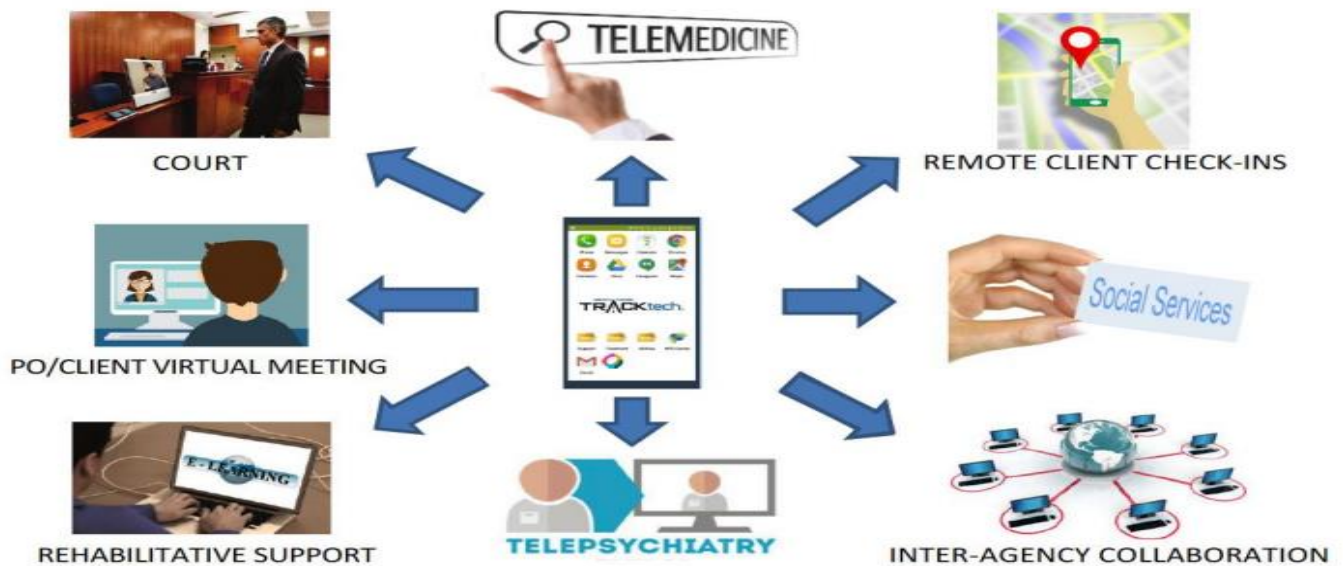 TELEMEDICINE
COURT
REMOTE CLIENT CHECK-INS
TRACKtech
Social Services
PO/CLIENT VIRTUAL MEETING
E-LEARNING
REHABILITATIVE SUPPORT
TELEPSYCHIATRY
INTER-AGENCY COLLABORATION